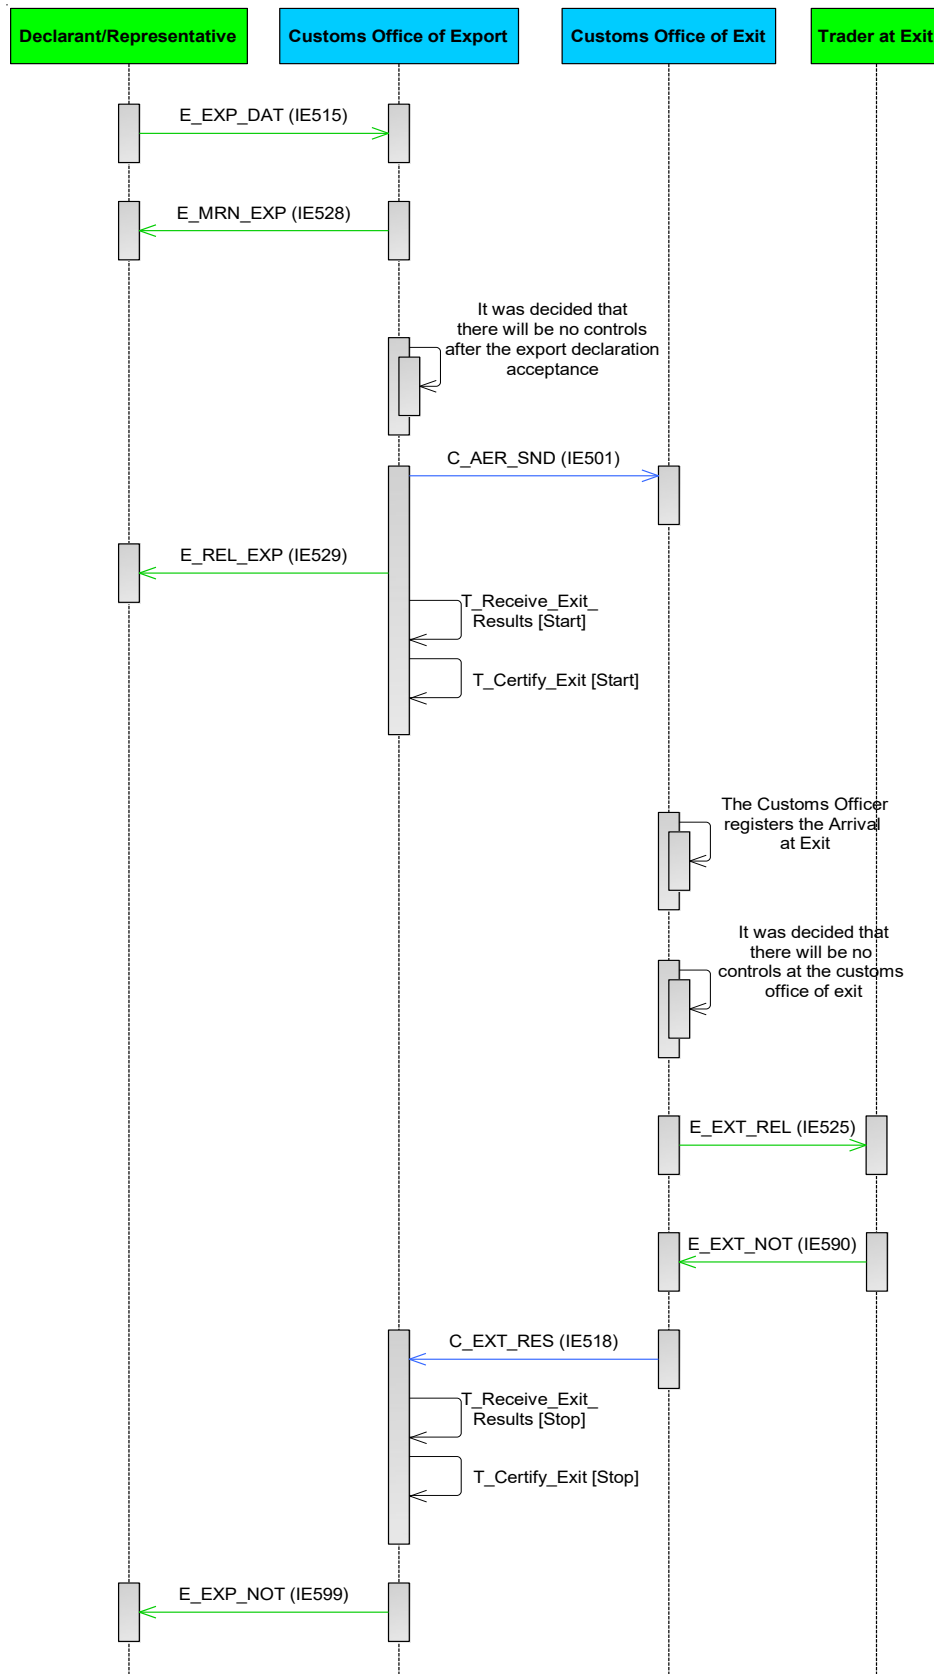 Declarant/Representative
Customs Office of Export
Customs Office of Exit
Trader at Exit
E_EXP_DAT (IE515)
E_MRN_EXP (IE528)
It was decided that
there will be no controls
after the export declaration
acceptance
C_AER_SND (IE501)
E_REL_EXP (IE529)
T_Receive_Exit_
Results [Start]
T_Certify_Exit [Start]
The Customs Officer
registers the Arrival
at Exit
It was decided that
there will be no
controls at the customs
office of exit
E_EXT_REL (IE525)
E_EXT_NOT (IE590)
C_EXT_RES (IE518)
T_Receive_Exit_
Results [Stop]
T_Certify_Exit [Stop]
E_EXP_NOT (IE599)